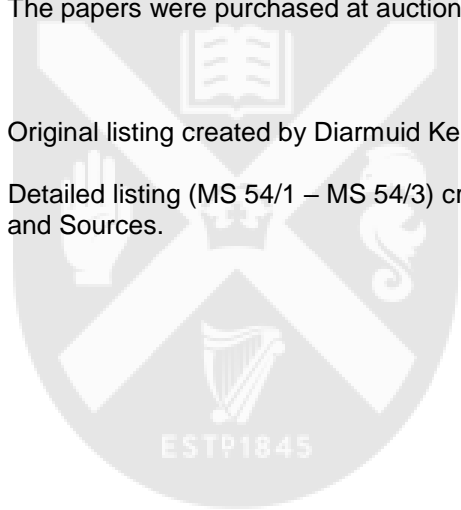 The papers were purchased at auction
Original listing created by Diarmuid Ke
Detailed listing (MS 54/1 – MS 54/3) cr
and Sources.
ESTD1845